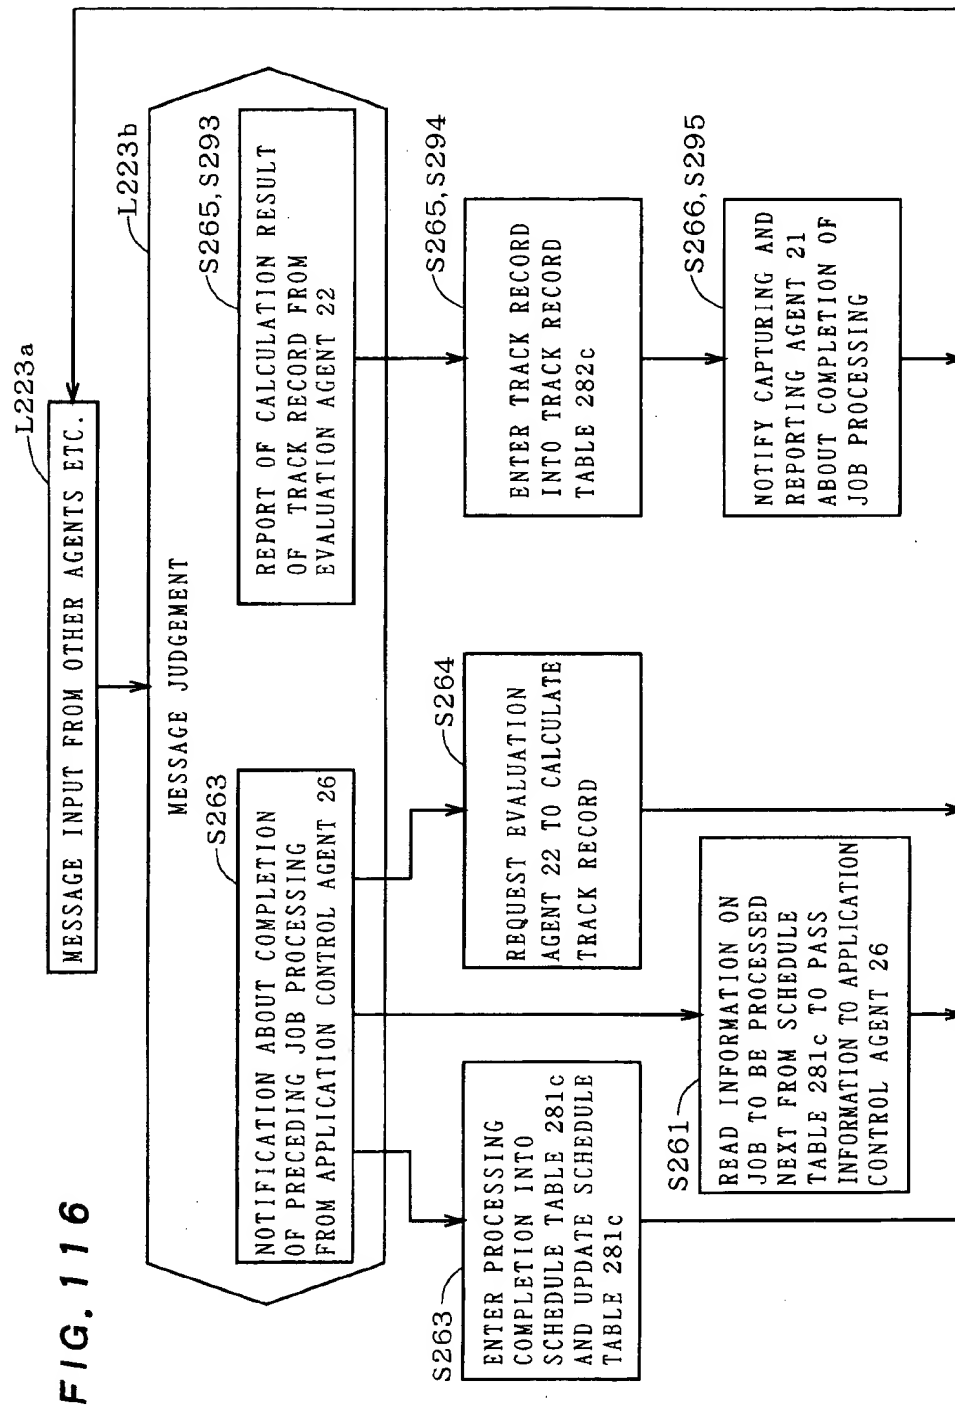 FIG. 116
L223a
MESSAGE INPUT FROM OTHER AGENTS ETC.
L223b
MESSAGE JUDGEMENT
S263
NOTIFICATION ABOUT COMPLETION
OF PRECEDING JOB PROCESSING
FROM APPLICATION CONTROL AGENT 26
S265,S293
REPORT OF CALCULATION RESULT
OF TRACK RECORD FROM
EVALUATION AGENT 22
S263
ENTER PROCESSING
COMPLETION INTO
SCHEDULE TABLE 281c
AND UPDATE SCHEDULE
TABLE 281c
S264
REQUEST EVALUATION
AGENT 22 TO CALCULATE
TRACK RECORD
S265,S294
ENTER TRACK RECORD
INTO TRACK RECORD
TABLE 282c
S261
READ INFORMATION ON
JOB TO BE PROCESSED
NEXT FROM SCHEDULE
TABLE 281c TO PASS
INFORMATION TO APPLICATION
CONTROL AGENT 26
S266,S295
NOTIFY CAPTURING AND
REPORTING AGENT 21
ABOUT COMPLETION OF
JOB PROCESSING